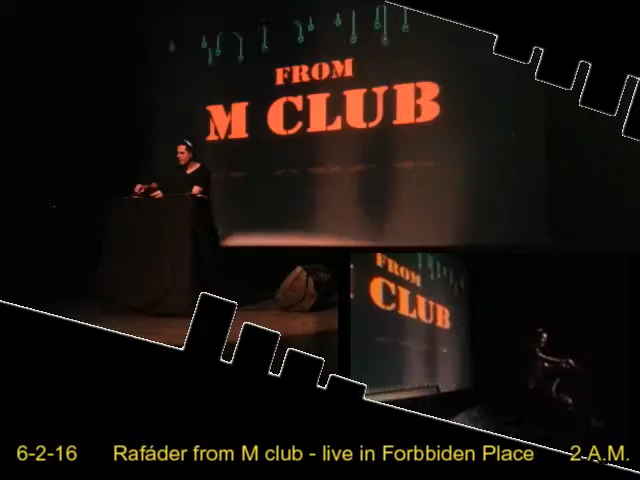 FROM
M CLUB
FROM
CLUB
6-2-16 Rafáder from M club - live in Forbbiden Place 2 A.M.